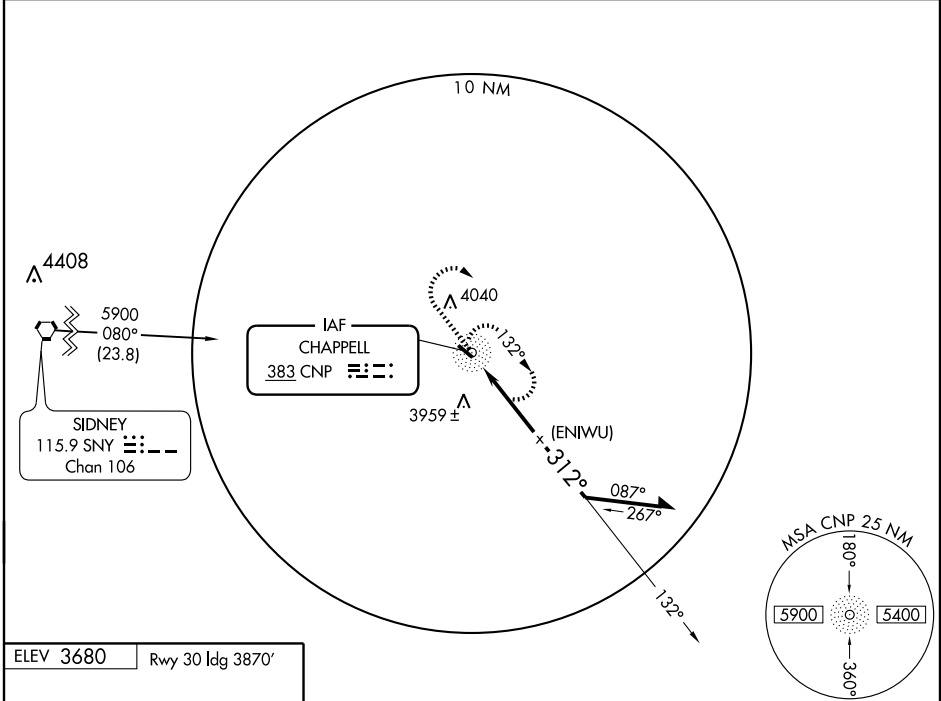 10 NM
4408
5900
080°
(23.8)
IAF
CHAPPELL
383 CNP
4040
132°
3959 ±
SIDNEY
115.9 SNY
Chan 106
(ENIWU)
312°
087°
267°
132°
MSA CNP 25 NM
180°
5900
5400
360°
ELEV 3680
Rwy 30 ldg 3870'